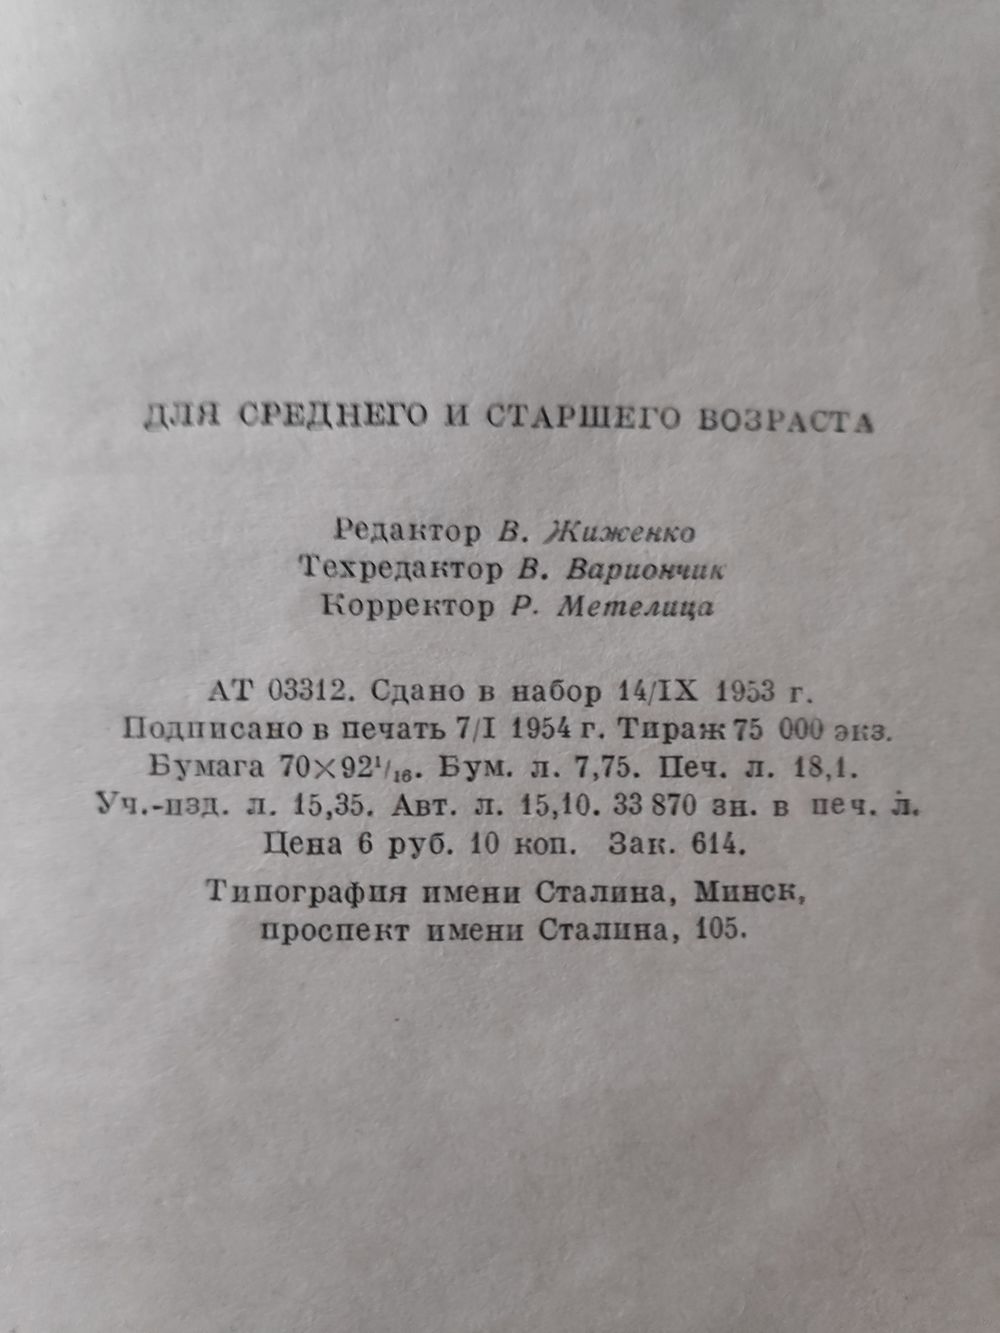 ДЛЯ СРЕДНЕГО И СТАРШЕГО ВОЗРАСТА
Редактор В. Жиженко
Техредактор В. Вариончик
Корректор Р. Метелица
АТ 03312. Сдано в набор 14/IX 1953 г.
Подписано в печать 7/I 1954 г. Тираж 75 000 экз.
Бумага 70×92¹/₁₆. Бум. л. 7,75. Печ. л. 18,1.
Уч.-изд. л. 15,35. Авт. л. 15,10. 33 870 зн. в печ. л.
Цена 6 руб. 10 коп. Зак. 614.
Типография имени Сталина, Минск,
проспект имени Сталина, 105.